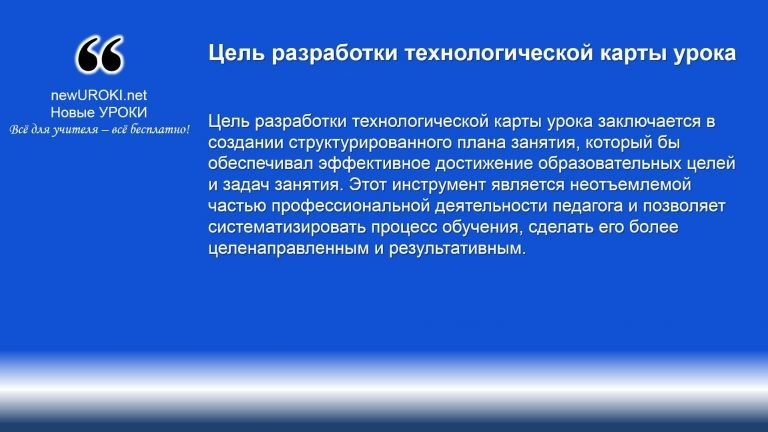 ❝
newUROKI.net
Новые УРОКИ
Всё для учителя – всё бесплатно!
Цель разработки технологической карты урока
Цель разработки технологической карты урока заключается в
создании структурированного плана занятия, который бы
обеспечивал эффективное достижение образовательных целей
и задач занятия. Этот инструмент является неотъемлемой
частью профессиональной деятельности педагога и позволяет
систематизировать процесс обучения, сделать его более
целенаправленным и результативным.